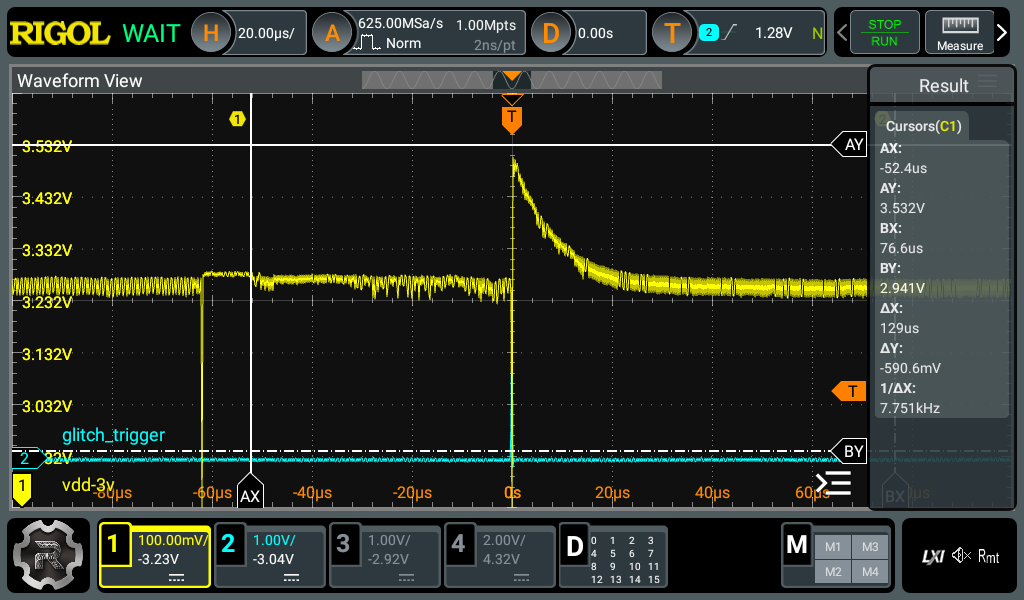 RIGOL WAIT H 20.00µs/ A 625.00MSa/s 1.00Mpts D 0.00s T 2 1.28V N STOP
Norm 2ns/pt RUN Measure
Waveform View
Result
1
T
Cursors(C1)
3.532V
AY
AX:
-52.4us
AY:
3.432V
3.532V
BX:
3.332V
76.6us
BY:
3.232V
2.941V
ΔX:
129us
3.132V
ΔY:
-590.6mV
1/ΔX:
3.032V
T
7.751kHz
glitch_trigger
2
32V
BY
1
vdd-3v
-80µs -60µs AX -40µs -20µs 0s 20µs 40µs 60µs BX µs
1 100.00mV/ -3.23V
2 1.00V/ -3.04V
3 1.00V/ -2.92V
4 2.00V/ 4.32V
D 0 1 2 3
4 5 6 7
8 9 10 11
12 13 14 15
M M1 M3
M2 M4
LXI Rmt